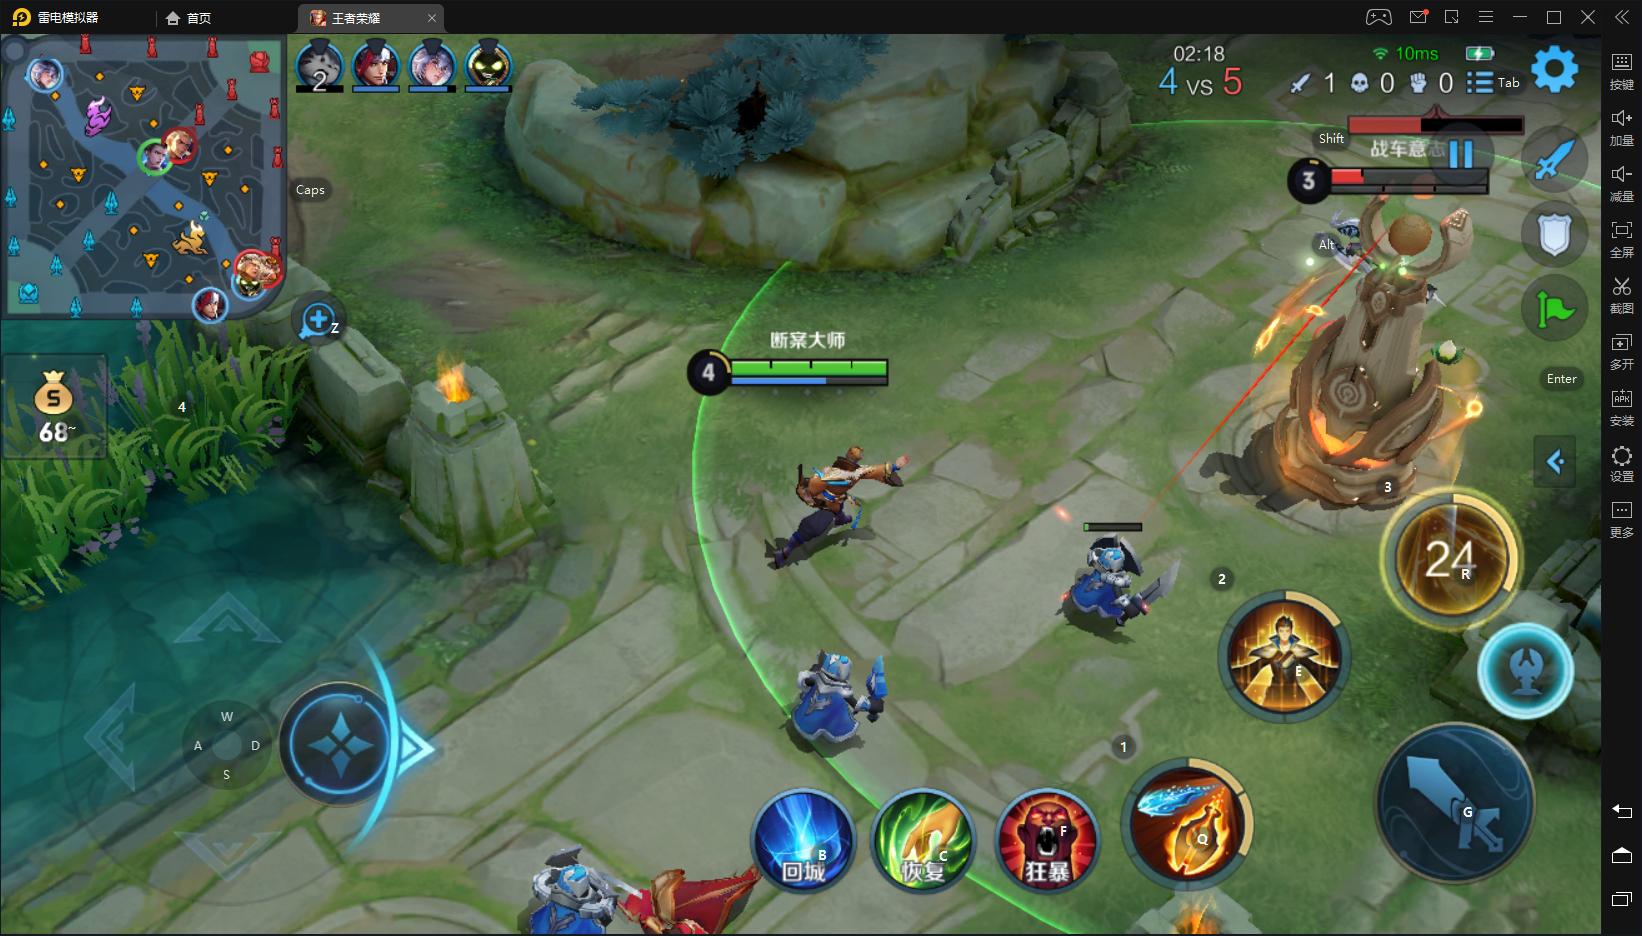 雷电模拟器
首页
王者荣耀
2
02:18
4 vs 5
10ms
1 0 0 Tab
Shift
战车意志
3
Alt
Caps
Z
S
68~
4
断案大师
4
Enter
3
24
R
2
E
1
Q
G
W
A D
S
B
回城
C
恢复
F
狂暴
按键
加量
减量
全屏
截图
多开
APK
安装
设置
更多